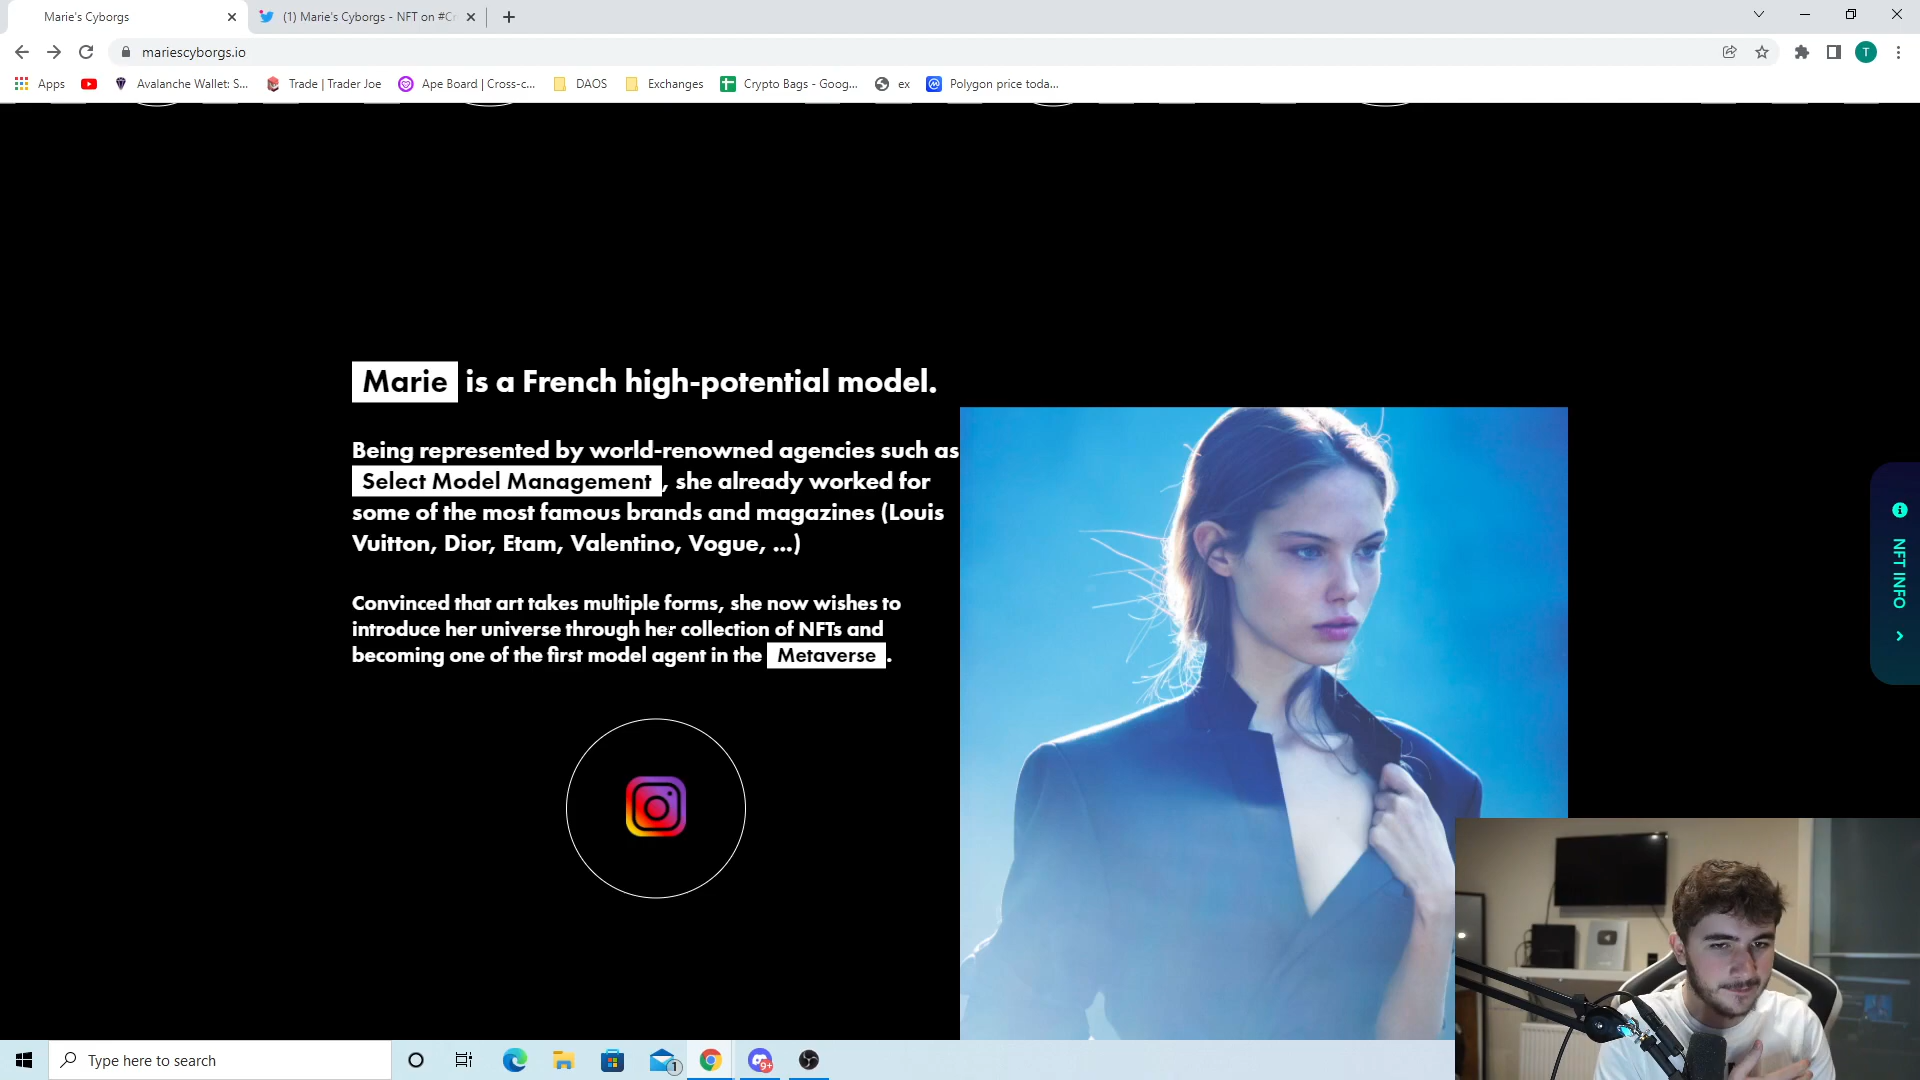 Marie's Cyborgs
(1) Marie's Cyborgs - NFT on #Cr
mariescyborgs.io
T
Apps
Avalanche Wallet: S...
Trade | Trader Joe
Ape Board | Cross-c...
DAOS
Exchanges
Crypto Bags - Goog...
ex
Polygon price toda...
Marie is a French high-potential model.
Being represented by world-renowned agencies such as
Select Model Management , she already worked for
some of the most famous brands and magazines (Louis
Vuitton, Dior, Etam, Valentino, Vogue, ...)
Convinced that art takes multiple forms, she now wishes to
introduce her universe through her collection of NFTs and
becoming one of the first model agent in the Metaverse .
NFT INFO
Type here to search
1
9+